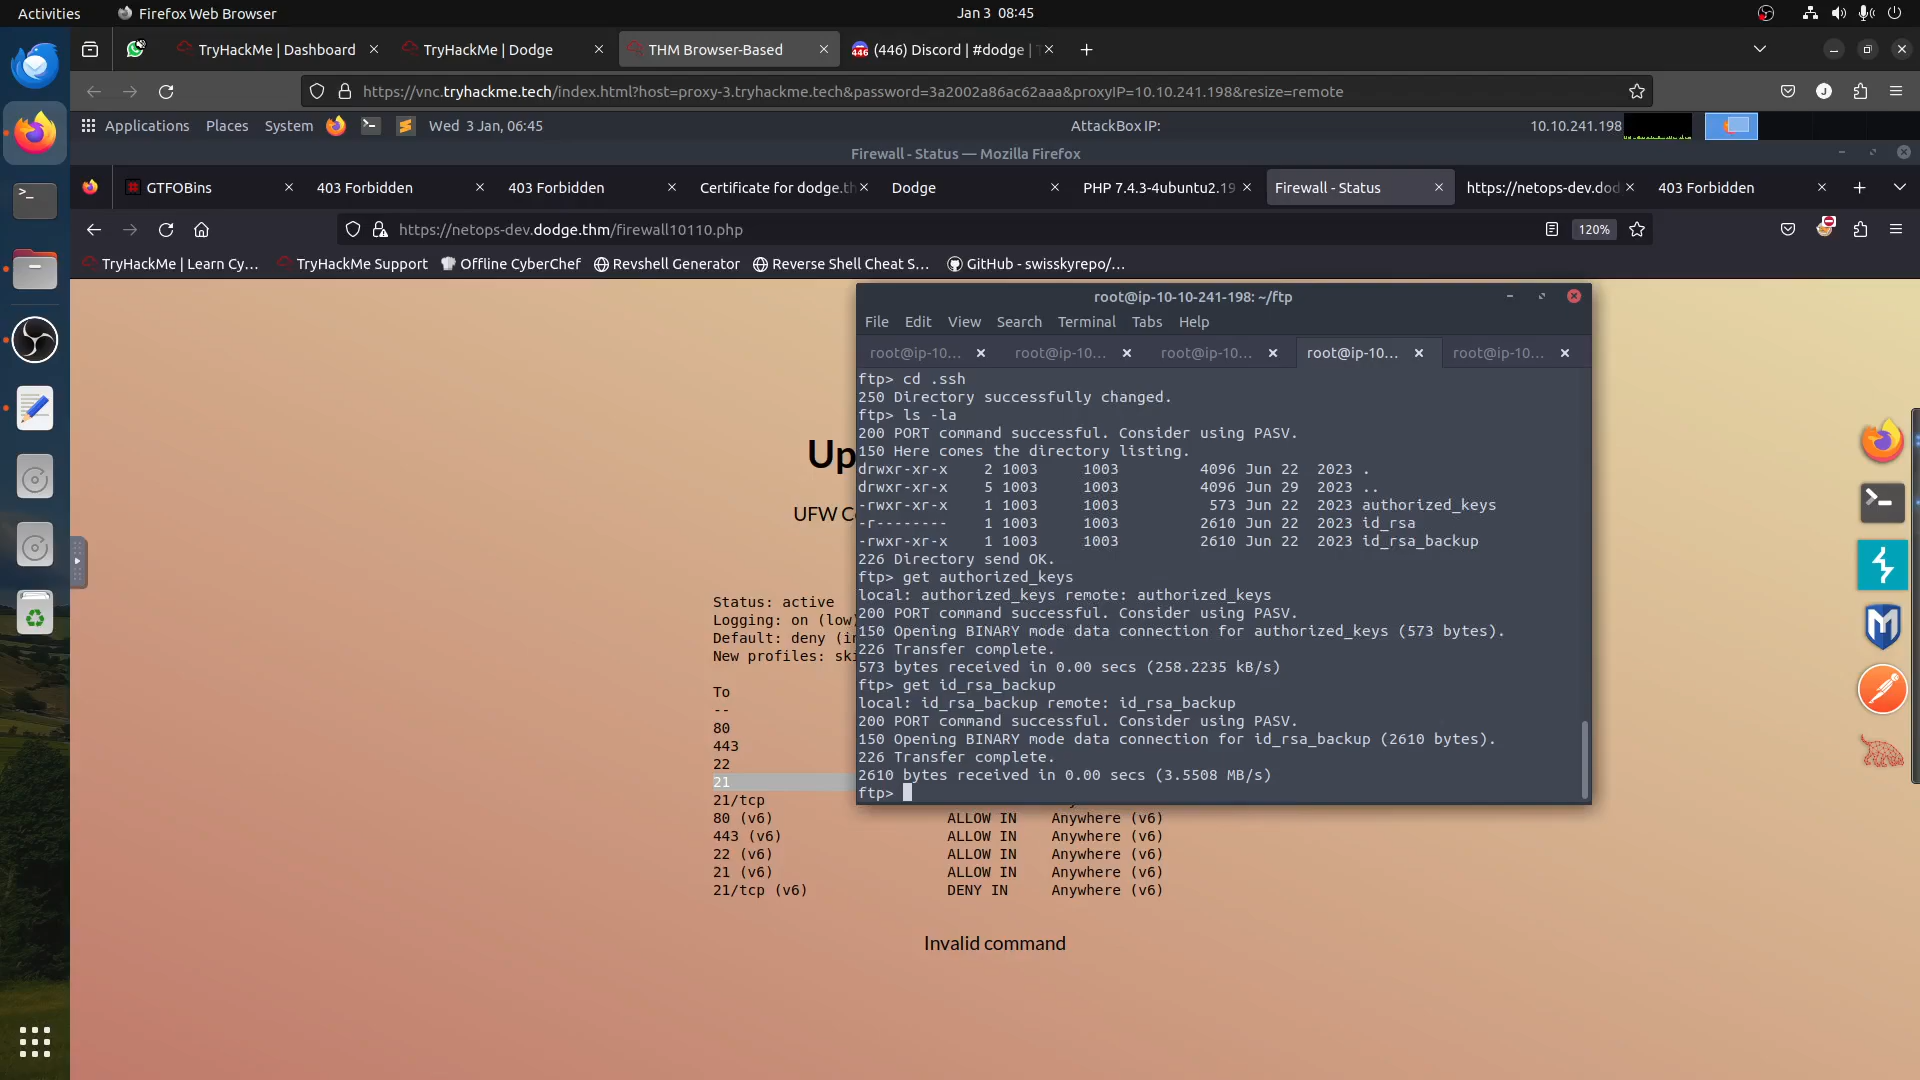 Activities
Firefox Web Browser
Jan 3 08:45
TryHackMe | Dashboard
TryHackMe | Dodge
THM Browser-Based
(446) Discord | #dodge |
https://vnc.tryhackme.tech/index.html?host=proxy-3.tryhackme.tech&password=3a2002a86ac62aaa&proxyIP=10.10.241.198&resize=remote
Applications Places System
Wed 3 Jan, 06:45
AttackBox IP:
10.10.241.198
Firewall - Status — Mozilla Firefox
GTFOBins
403 Forbidden
403 Forbidden
Certificate for dodge.th
Dodge
PHP 7.4.3-4ubuntu2.19
Firewall - Status
https://netops-dev.dod
403 Forbidden
https://netops-dev.dodge.thm/firewall10110.php
120%
TryHackMe | Learn Cy...
TryHackMe Support
Offline CyberChef
Revshell Generator
Reverse Shell Cheat S...
GitHub - swisskyrepo/...
root@ip-10-10-241-198: ~/ftp
File Edit View Search Terminal Tabs Help
root@ip-10... root@ip-10... root@ip-10... root@ip-10... root@ip-10...
ftp> cd .ssh
250 Directory successfully changed.
ftp> ls -la
200 PORT command successful. Consider using PASV.
150 Here comes the directory listing.
drwxr-xr-x 2 1003 1003 4096 Jun 22 2023 .
drwxr-xr-x 5 1003 1003 4096 Jun 29 2023 ..
-rwxr-xr-x 1 1003 1003 573 Jun 22 2023 authorized_keys
-r-------- 1 1003 1003 2610 Jun 22 2023 id_rsa
-rwxr-xr-x 1 1003 1003 2610 Jun 22 2023 id_rsa_backup
226 Directory send OK.
ftp> get authorized_keys
local: authorized_keys remote: authorized_keys
200 PORT command successful. Consider using PASV.
150 Opening BINARY mode data connection for authorized_keys (573 bytes).
226 Transfer complete.
573 bytes received in 0.00 secs (258.2235 kB/s)
ftp> get id_rsa_backup
local: id_rsa_backup remote: id_rsa_backup
200 PORT command successful. Consider using PASV.
150 Opening BINARY mode data connection for id_rsa_backup (2610 bytes).
226 Transfer complete.
2610 bytes received in 0.00 secs (3.5508 MB/s)
ftp>
Up
UFW Co
Status: active
Logging: on (low)
Default: deny (in
New profiles: ski
To
--
80
443
22
21
21/tcp
80 (v6) ALLOW IN Anywhere (v6)
443 (v6) ALLOW IN Anywhere (v6)
22 (v6) ALLOW IN Anywhere (v6)
21 (v6) ALLOW IN Anywhere (v6)
21/tcp (v6) DENY IN Anywhere (v6)
Invalid command